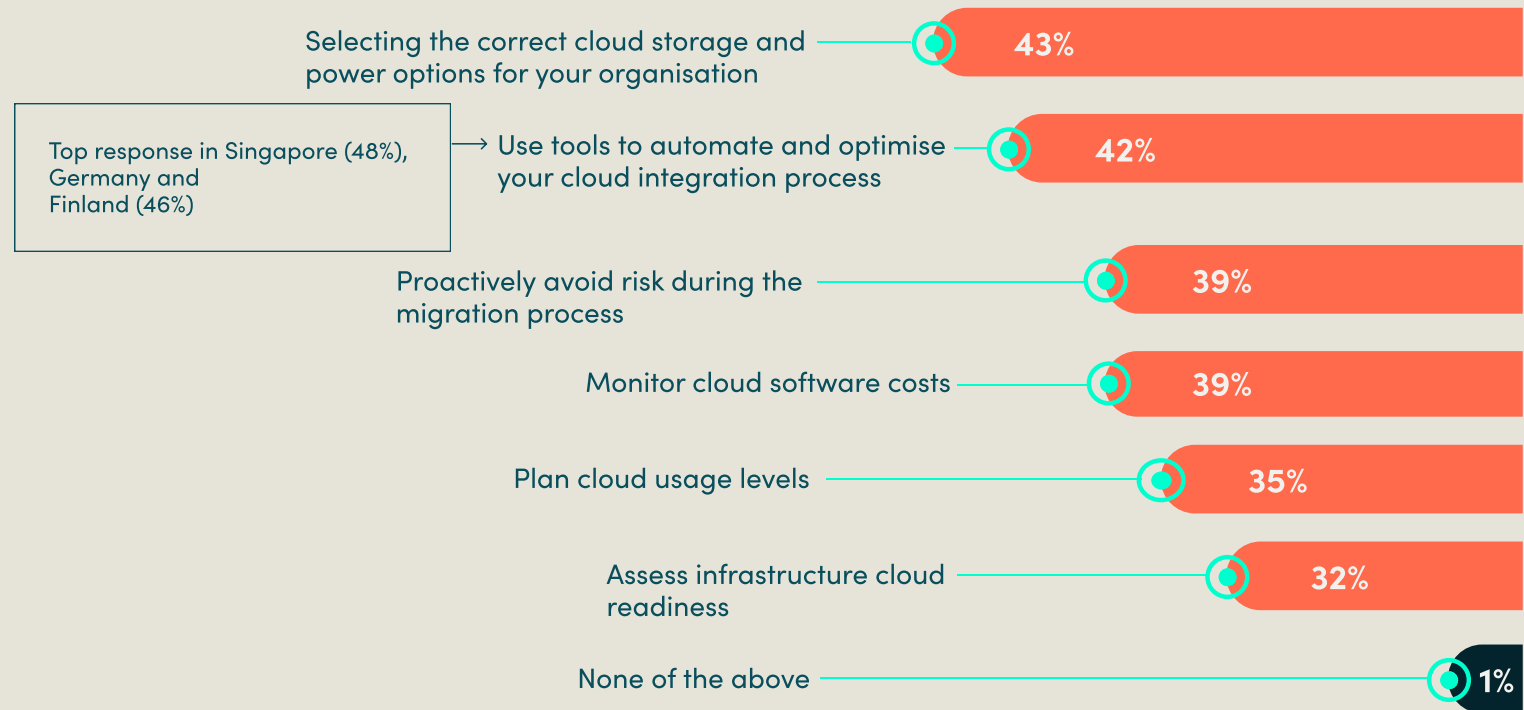 Selecting the correct cloud storage and
power options for your organisation
43%
Top response in Singapore (48%),
Germany and
Finland (46%)
Use tools to automate and optimise
your cloud integration process
42%
Proactively avoid risk during the
migration process
39%
Monitor cloud software costs
39%
Plan cloud usage levels
35%
Assess infrastructure cloud
readiness
32%
None of the above
1%